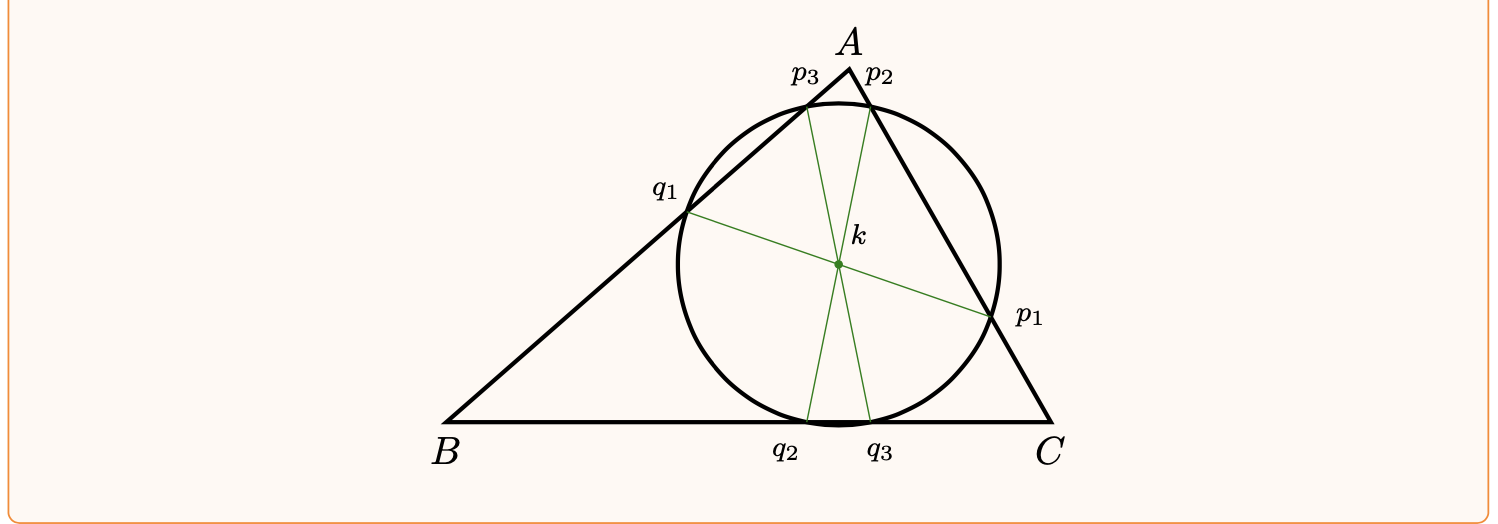 A
p₃ p₂
q₁
k
p₁
B q₂ q₃ C